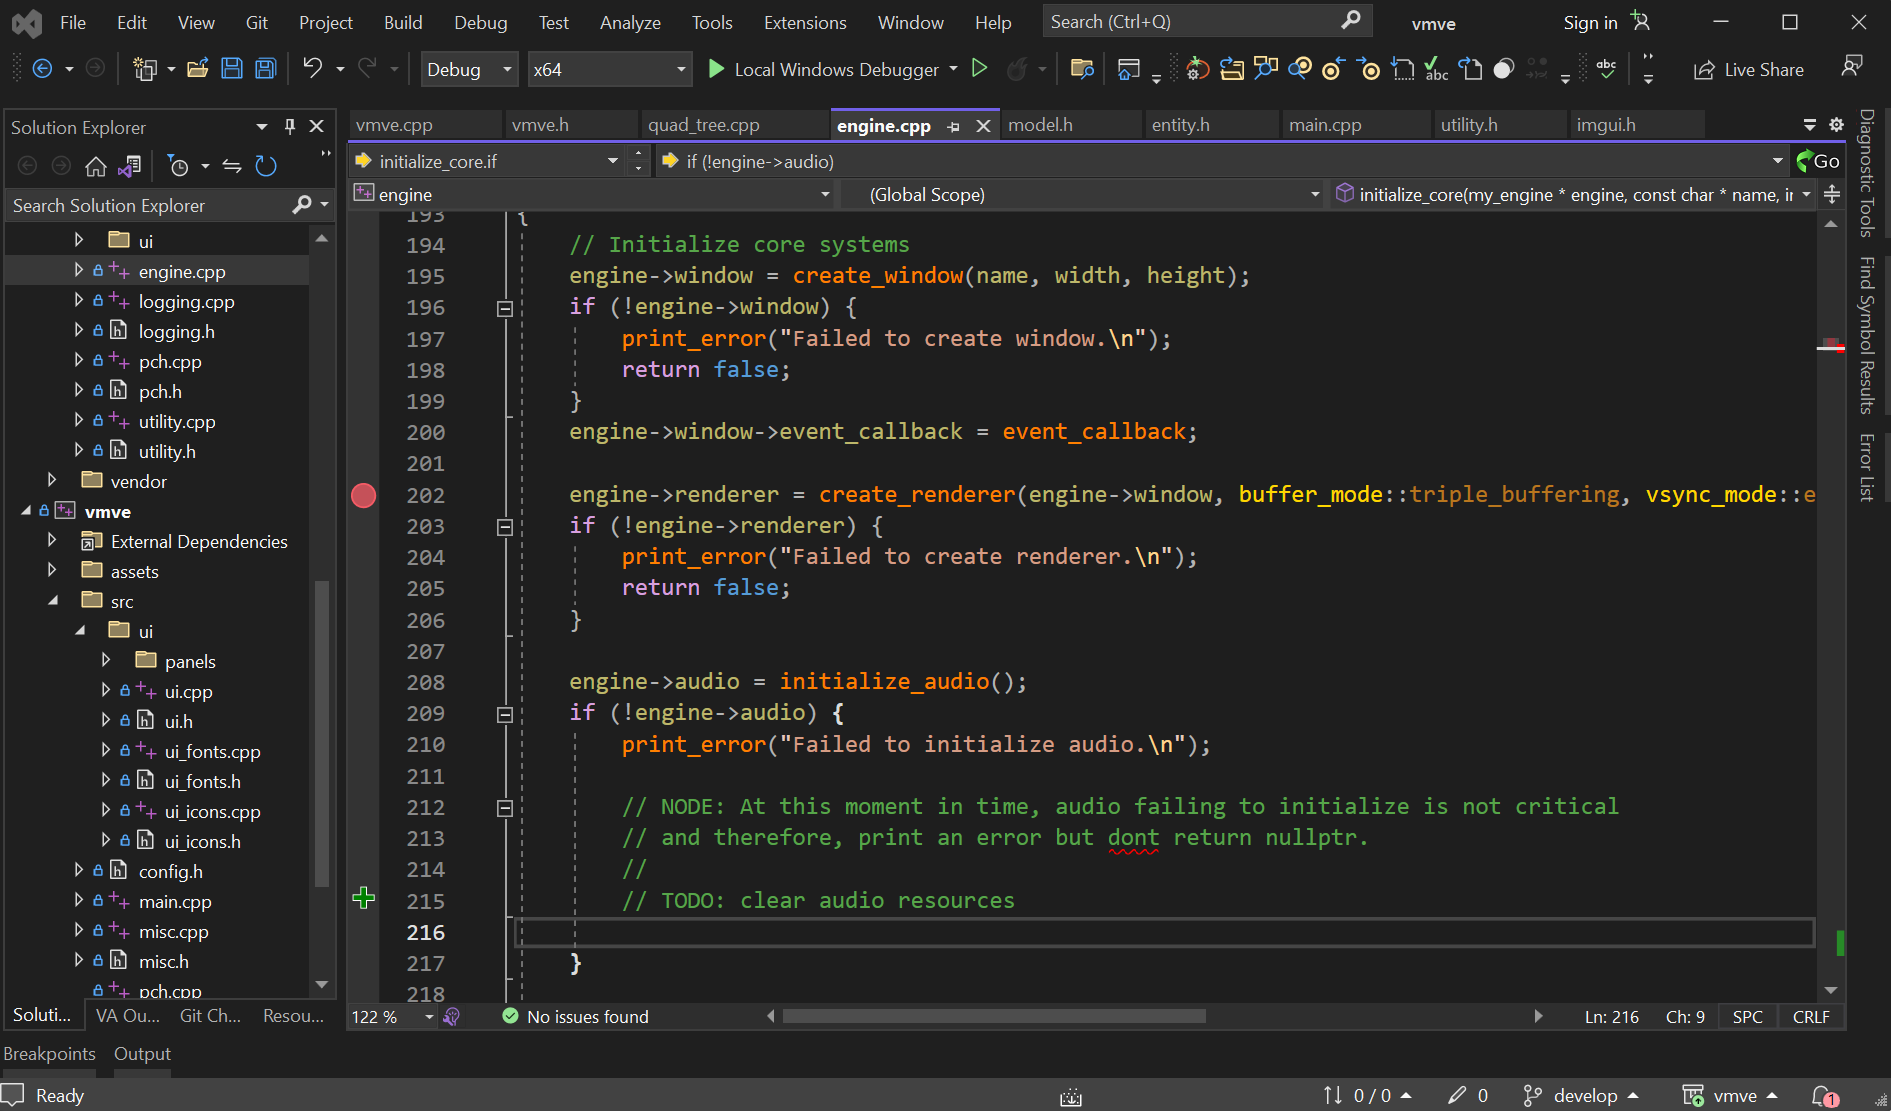 File Edit View Git Project Build Debug Test Analyze Tools Extensions Window Help Search (Ctrl+Q) vmve Sign in
Debug x64 Local Windows Debugger abc abc Live Share
Solution Explorer
Search Solution Explorer
ui
engine.cpp
logging.cpp
logging.h
pch.cpp
pch.h
utility.cpp
utility.h
vendor
vmve
External Dependencies
assets
src
ui
panels
ui.cpp
ui.h
ui_fonts.cpp
ui_fonts.h
ui_icons.cpp
ui_icons.h
config.h
main.cpp
misc.cpp
misc.h
pch.cpp
Soluti... VA Ou... Git Ch... Resou...
vmve.cpp vmve.h quad_tree.cpp engine.cpp model.h entity.h main.cpp utility.h imgui.h
initialize_core.if if (!engine->audio) Go
engine (Global Scope) initialize_core(my_engine * engine, const char * name, ir
193 {
194 // Initialize core systems
195 engine->window = create_window(name, width, height);
196 if (!engine->window) {
197 print_error("Failed to create window.\n");
198 return false;
199 }
200 engine->window->event_callback = event_callback;
201
202 engine->renderer = create_renderer(engine->window, buffer_mode::triple_buffering, vsync_mode::e
203 if (!engine->renderer) {
204 print_error("Failed to create renderer.\n");
205 return false;
206 }
207
208 engine->audio = initialize_audio();
209 if (!engine->audio) {
210 print_error("Failed to initialize audio.\n");
211
212 // NODE: At this moment in time, audio failing to initialize is not critical
213 // and therefore, print an error but dont return nullptr.
214 //
215 // TODO: clear audio resources
216
217 }
218
122 % No issues found Ln: 216 Ch: 9 SPC CRLF
Diagnostic Tools
Find Symbol Results
Error List
Breakpoints Output
Ready 0 / 0 0 develop vmve 1